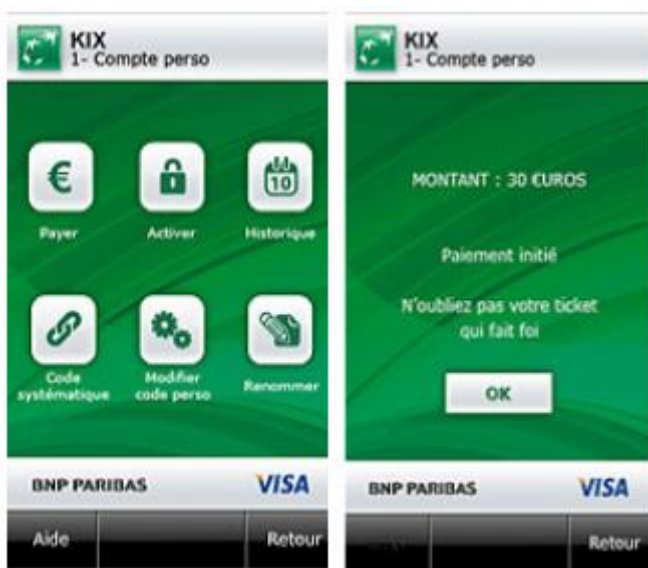 KIX
1- Compte perso
€
10
Payer
Activer
Historique
Code
systématique
Modifier
code perso
Renommer
BNP PARIBAS
VISA
Aide
Retour
KIX
1- Compte perso
MONTANT : 30 €UROS
Paiement initié
N'oubliez pas votre ticket
qui fait foi
OK
BNP PARIBAS
VISA
Retour